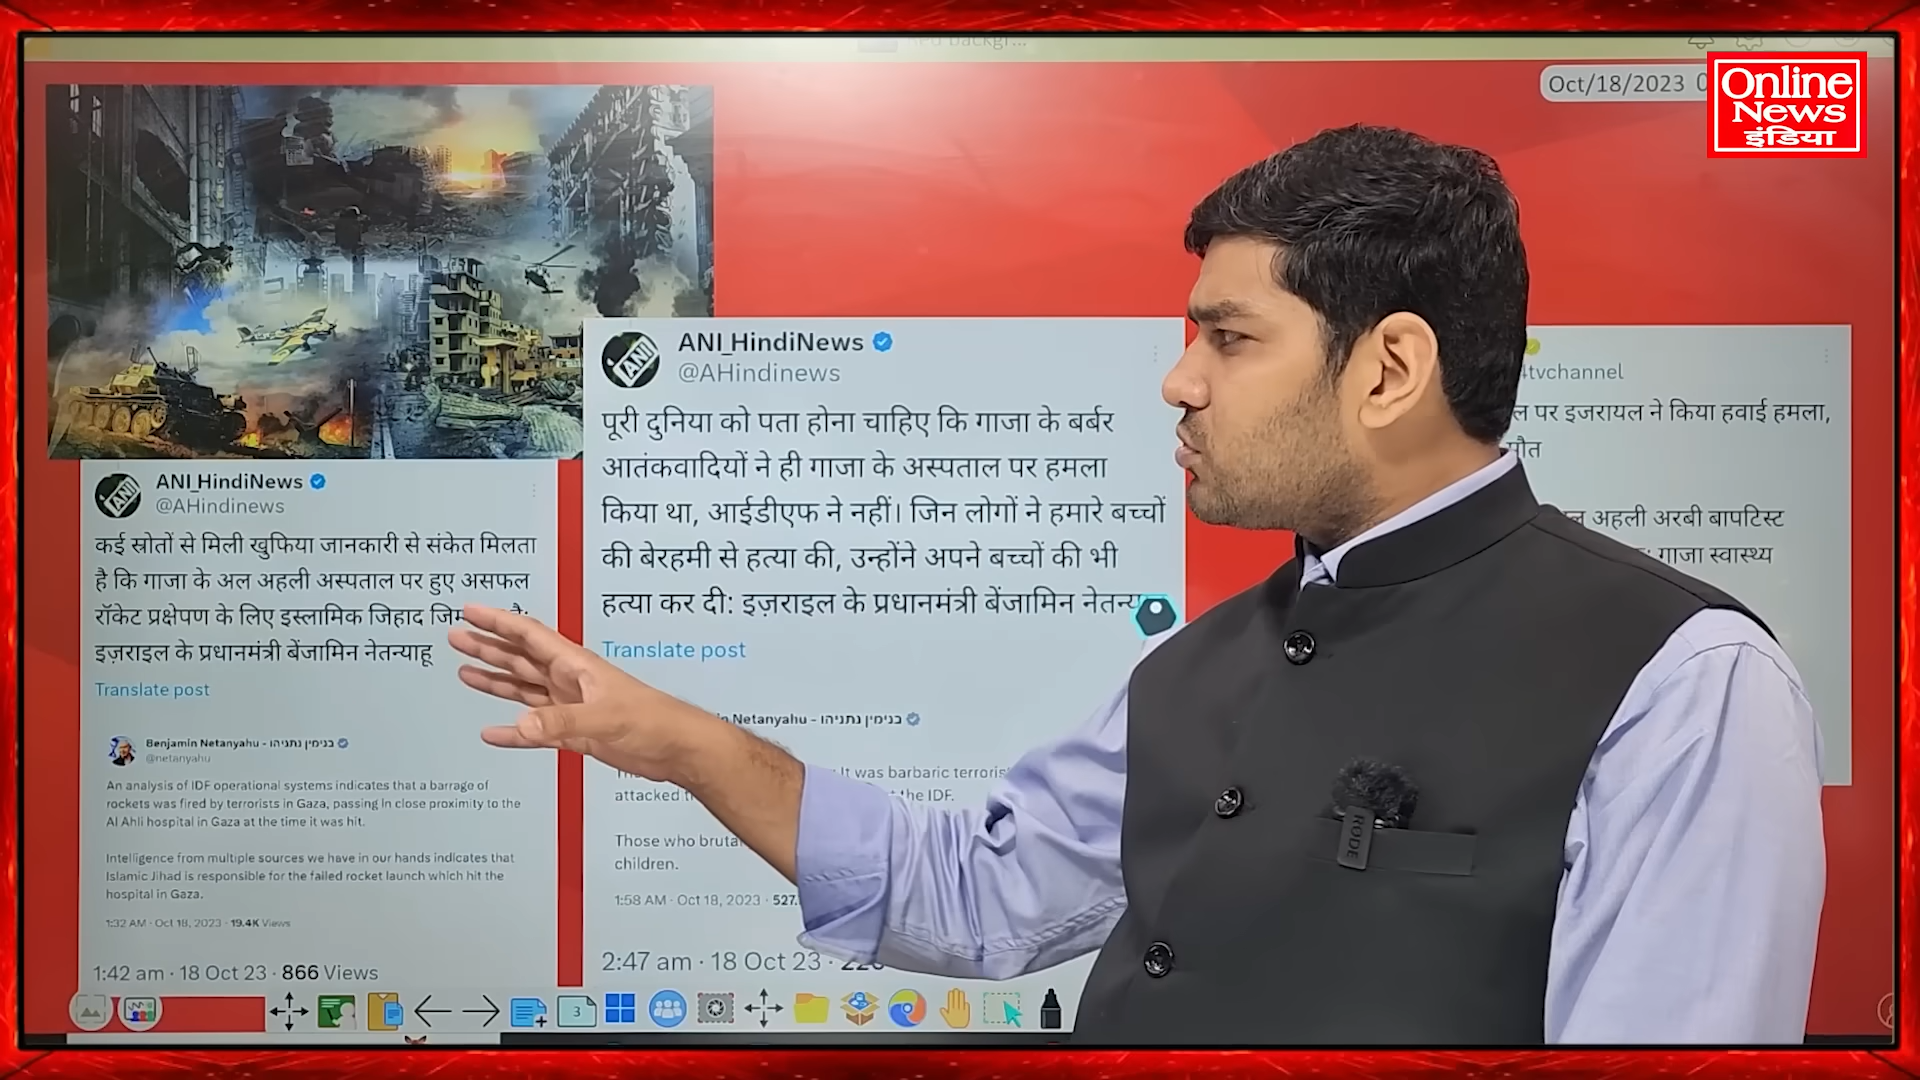 Oct/18/2023
Online
News
इंडिया
ANI_HindiNews
@AHindinews
कई स्रोतों से मिली खुफिया जानकारी से संकेत मिलता
है कि गाजा के अल अहली अस्पताल पर हुए असफल
रॉकेट प्रक्षेपण के लिए इस्लामिक जिहाद
इज़राइल के प्रधानमंत्री बेंजामिन नेतन्याहू
Translate post
Benjamin Netanyahu - בנימין נתניהו
@netanyahu
An analysis of IDF operational systems indicates that a barrage of
rockets was fired by terrorists in Gaza, passing in close proximity to the
Al Ahli hospital in Gaza at the time it was hit.
Intelligence from multiple sources we have in our hands indicates that
Islamic Jihad is responsible for the failed rocket launch which hit the
hospital in Gaza.
1:32 AM · Oct 18, 2023 · 19.4K Views
1:42 am · 18 Oct 23 · 866 Views
ANI_HindiNews
@AHindinews
पूरी दुनिया को पता होना चाहिए कि गाजा के बर्बर
आतंकवादियों ने ही गाजा के अस्पताल पर हमला
किया था, आईडीएफ ने नहीं। जिन लोगों ने हमारे बच्चों
की बेरहमी से हत्या की, उन्होंने अपने बच्चों की भी
हत्या कर दी: इज़राइल के प्रधानमंत्री बेंजामिन
Translate post
Netanyahu - בנימין נתניהו
It was barbaric
attacked the IDF.
Those who
children.
1:58 AM · Oct 18, 2023
2:47 am · 18 Oct 23
4tvchannel
पर इजरायल ने किया हवाई हमला,
मौत
अहली अरबी बापटिस्ट
गाजा स्वास्थ्य
3
RODE